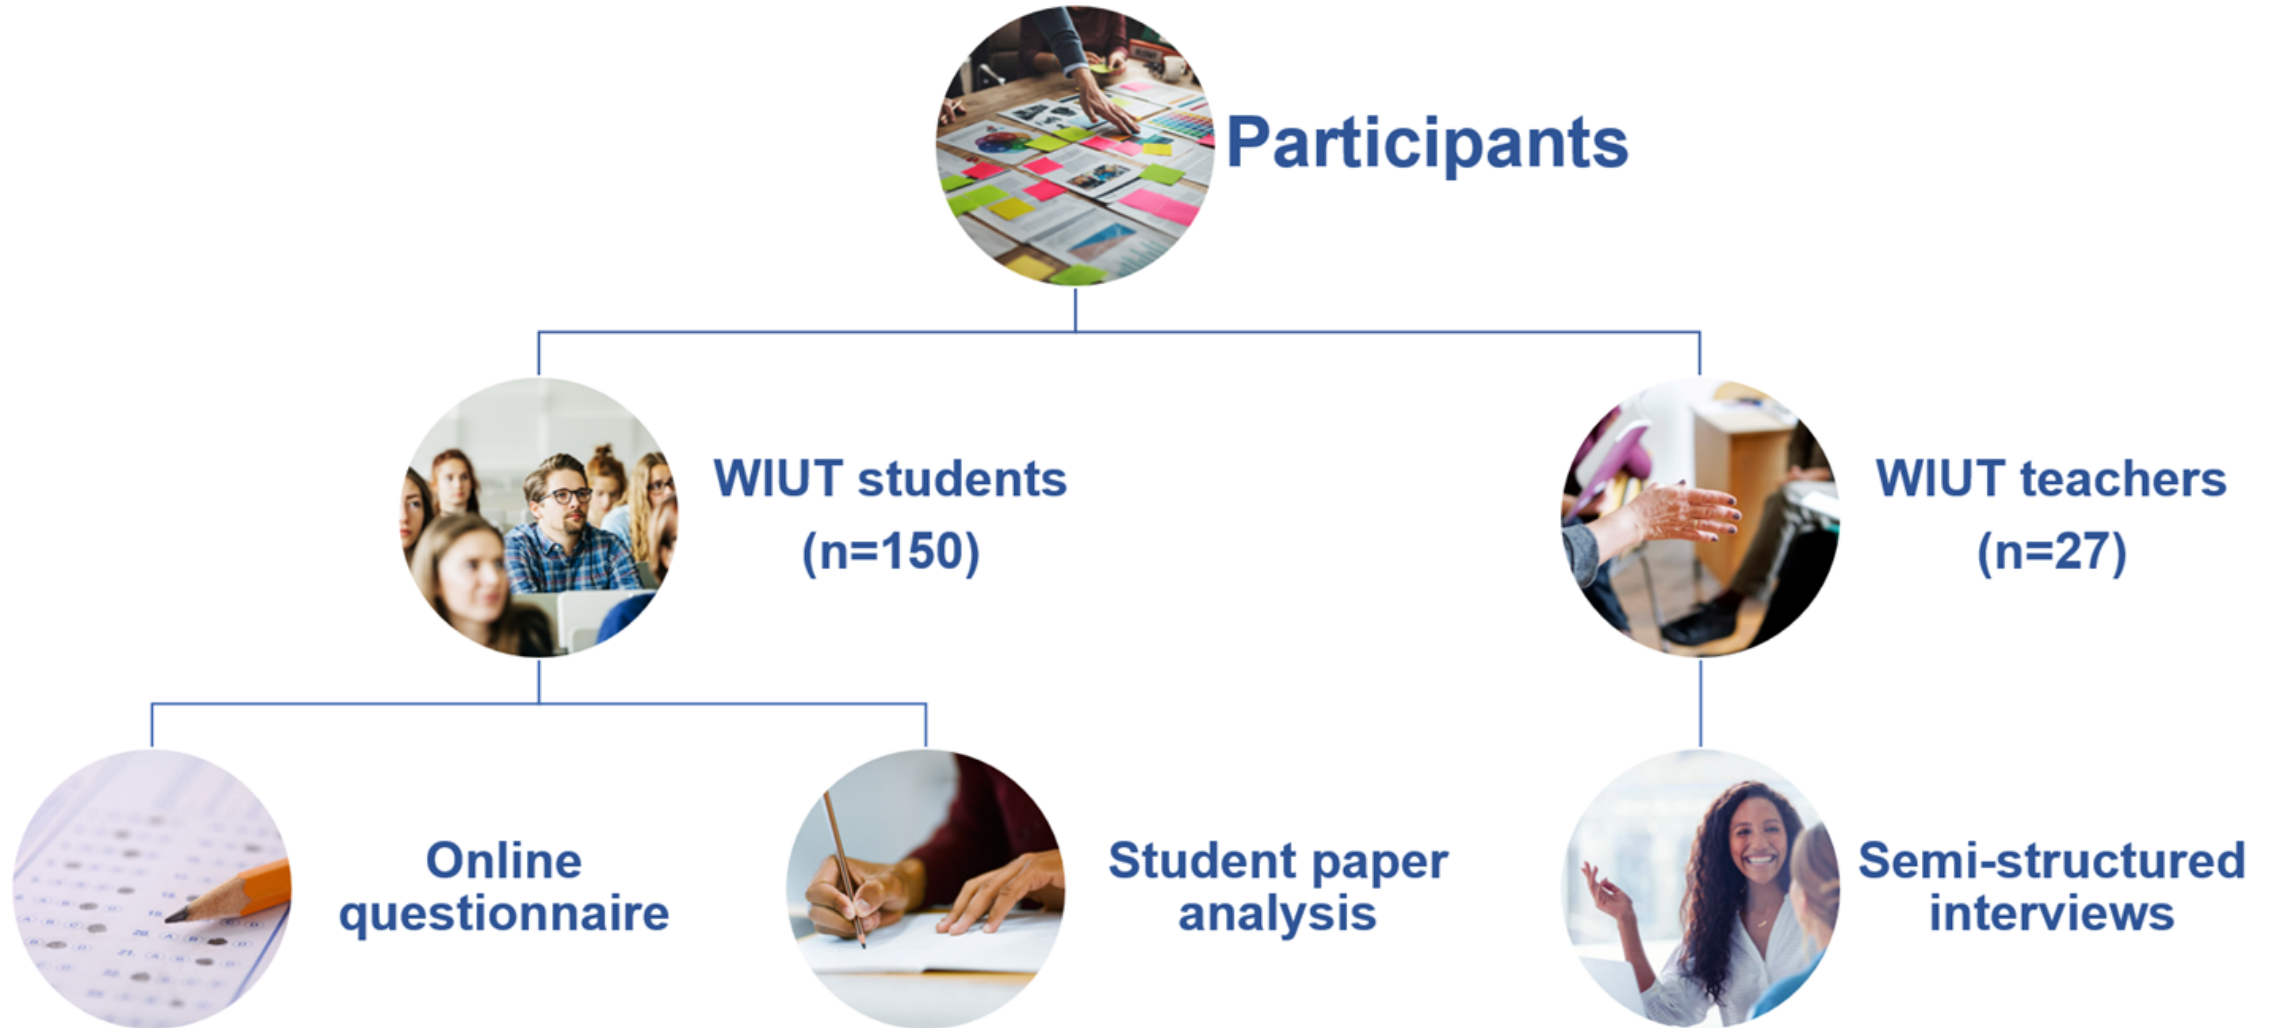 Participants
WIUT students
(n=150)
WIUT teachers
(n=27)
Online
questionnaire
Student paper
analysis
Semi-structured
interviews